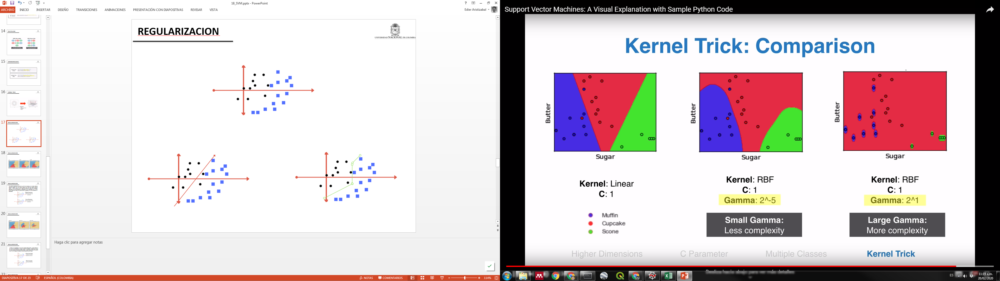 18_SVM.pptx - PowerPoint
ARCHIVO INICIO INSERTAR DISEÑO TRANSICIONES ANIMACIONES PRESENTACIÓN CON DIAPOSITIVAS REVISAR VISTA
Edier Aristizabal
14
15
16
17
18
19
20
21
22
REGULARIZACION
UNIVERSIDAD NACIONAL DE COLOMBIA
Haga clic para agregar notas
DIAPOSITIVA 17 DE 23 ESPAÑOL (COLOMBIA) NOTAS COMENTARIOS 114%
Support Vector Machines: A Visual Explanation with Sample Python Code
Kernel Trick: Comparison
Butter
Sugar
Butter
Sugar
Butter
Sugar
Kernel: Linear
C: 1
Kernel: RBF
C: 1
Gamma: 2^-5
Kernel: RBF
C: 1
Gamma: 2^1
Muffin
Cupcake
Scone
Small Gamma:
Less complexity
Large Gamma:
More complexity
Higher Dimensions C Parameter Multiple Classes Kernel Trick
ES
11:19 a.m.
20/02/2020